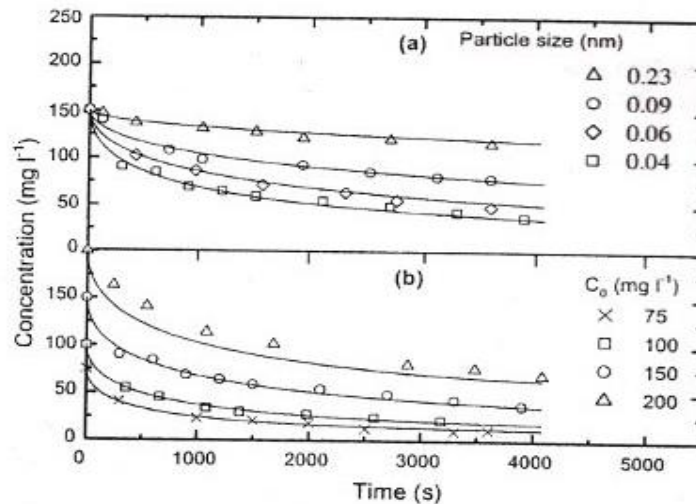 250
200
150
100
50
0
(a)
Particle size (nm)
0.23
0.09
0.06
0.04
Concentration (mg l⁻¹)
150
100
50
0
(b)
C₀ (mg l⁻¹)
75
100
150
200
0 1000 2000 3000 4000 5000
Time (s)